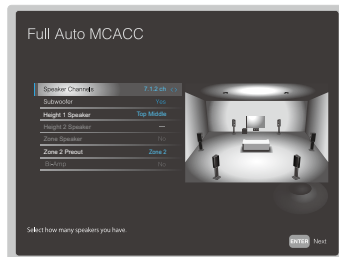 Full Auto MCACC
Speaker Channels 7.1.2 ch
Subwoofer Yes
Height 1 Speaker Top Middle
Height 2 Speaker ---
Zone Speaker No
Zone 2 Preout Zone 2
Bi-Amp No
Select how many speakers you have.
ENTER Next